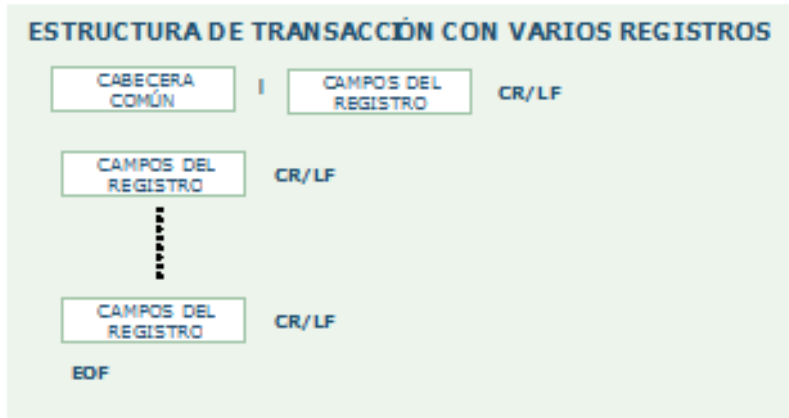 ESTRUCTURA DE TRANSACCIÓN CON VARIOS REGISTROS
CABECERA COMÚN | CAMPOS DEL REGISTRO CR/LF
CAMPOS DEL REGISTRO CR/LF
CAMPOS DEL REGISTRO CR/LF
EOF